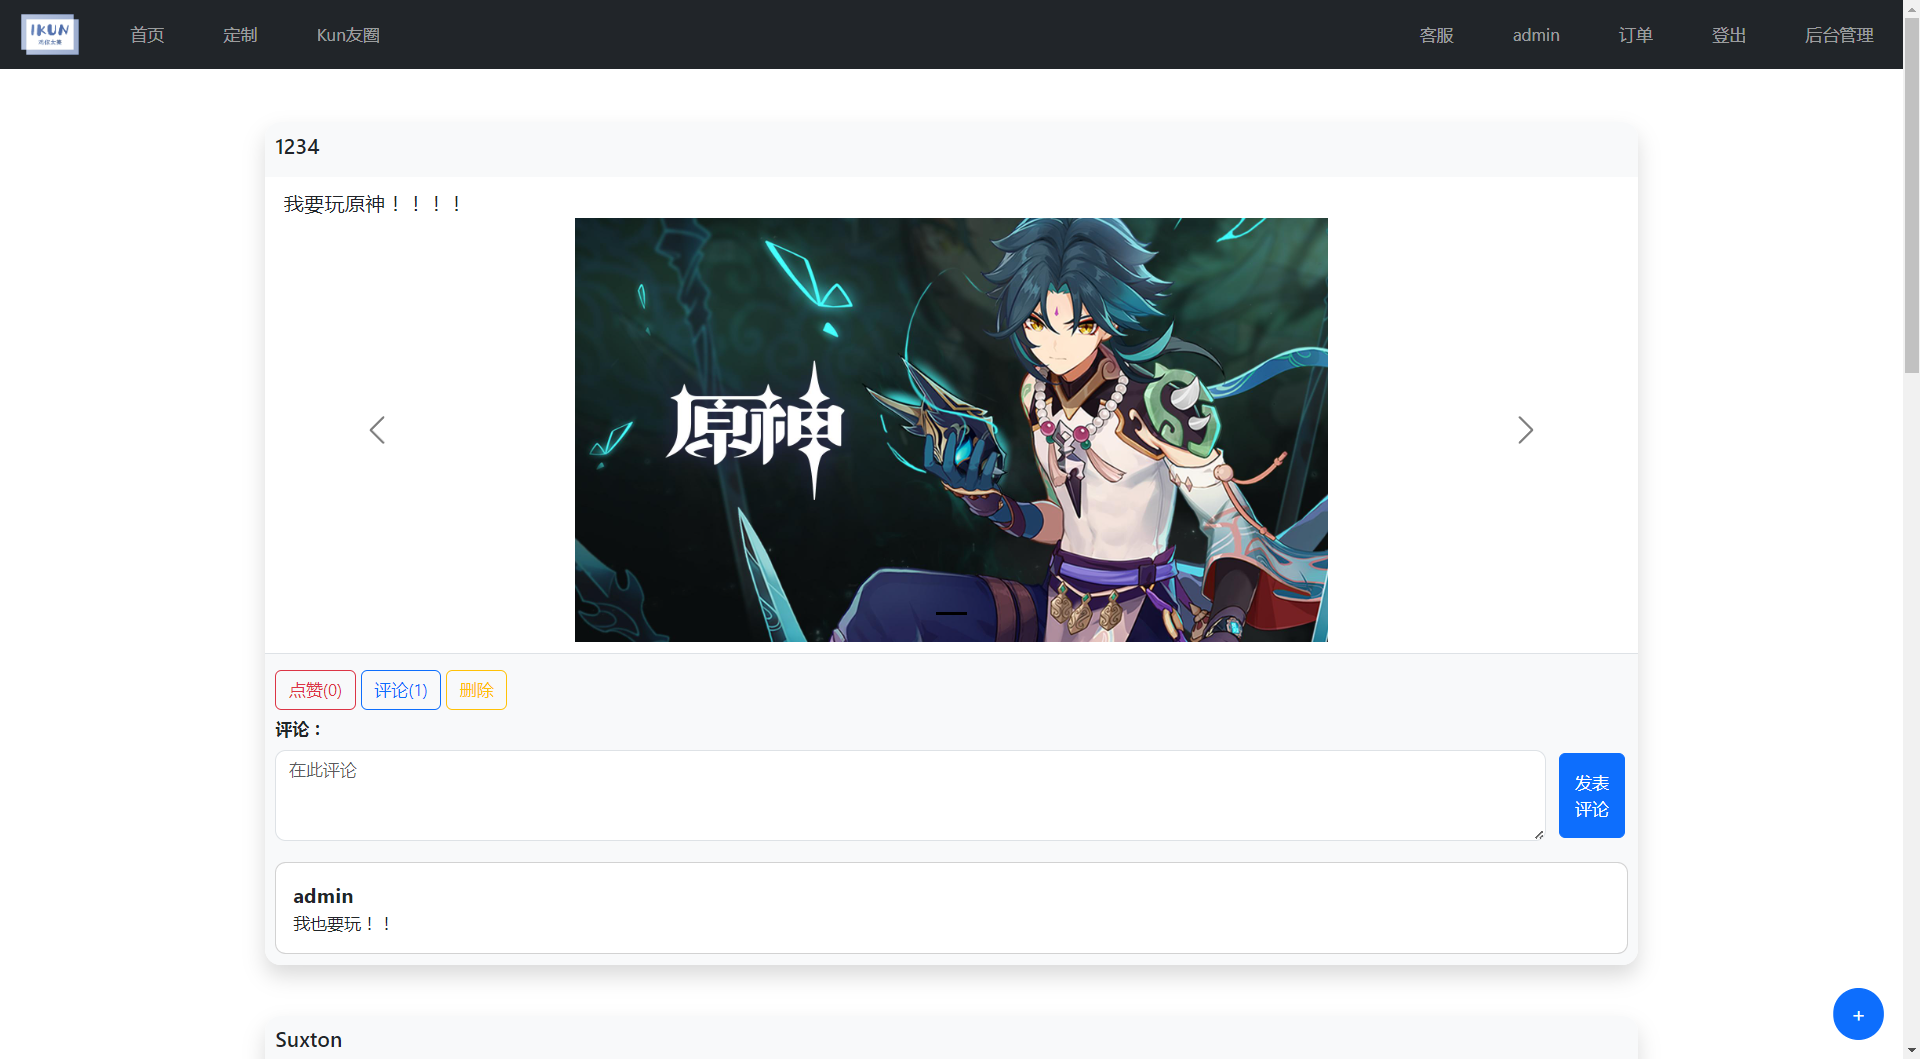 IKUN
首页
定制
Kun友圈
客服
admin
订单
登出
后台管理
1234
我要玩原神！！！！
原神
点赞(0)
评论(1)
删除
评论：
在此评论
发表
评论
admin
我也要玩！！
+
Suxton